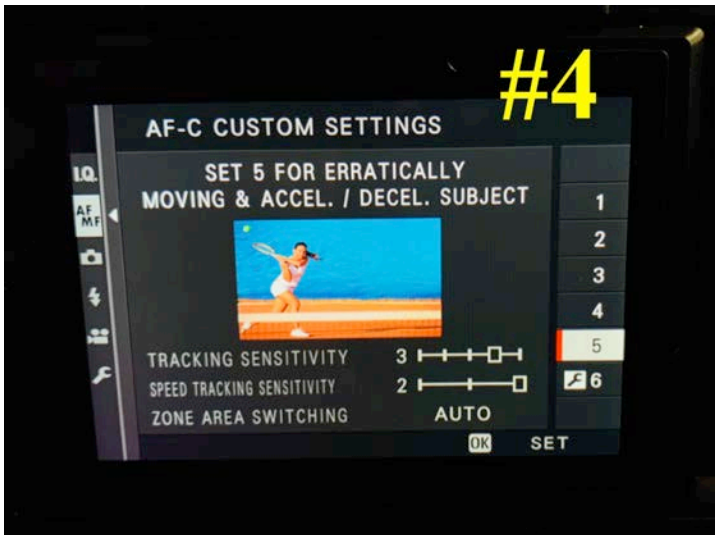 #4
AF-C CUSTOM SETTINGS
SET 5 FOR ERRATICALLY
MOVING & ACCEL. / DECEL. SUBJECT
I.Q.
AF
MF
1
2
3
4
5
6
TRACKING SENSITIVITY 3
SPEED TRACKING SENSITIVITY 2
ZONE AREA SWITCHING AUTO
OK SET